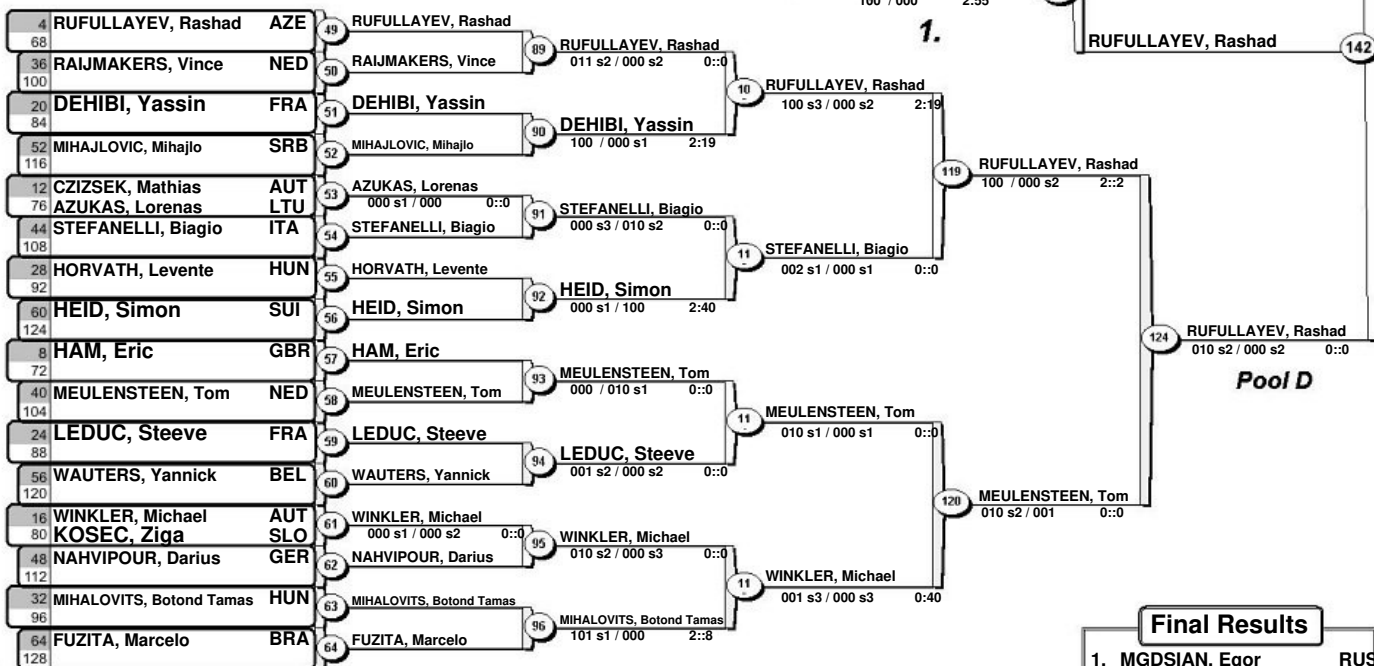 160 / 000 2:55
1.
RUFULLAYEV, Rashad 142
4 RUFULLAYEV, Rashad AZE
68
36 RAIJMAKERS, Vince NED
100
20 DEHIBI, Yassin FRA
84
52 MIHAJLOVIC, Mihajlo SRB
116
12 CZIZSEK, Mathias AUT
76 AZUKAS, Lorenas LTU
44 STEFANELLI, Biagio ITA
108
28 HORVATH, Levente HUN
92
60 HEID, Simon SUI
124
8 HAM, Eric GBR
72
40 MEULENSTEEN, Tom NED
104
24 LEDUC, Steeve FRA
88
56 WAUTERS, Yannick BEL
120
16 WINKLER, Michael AUT
80 KOSEC, Ziga SLO
48 NAHVIPOUR, Darius GER
112
32 MIHALOVITS, Botond Tamas HUN
96
64 FUZITA, Marcelo BRA
128
49 RUFULLAYEV, Rashad
50 RAIJMAKERS, Vince
51 DEHIBI, Yassin
52 MIHAJLOVIC, Mihajlo
53 AZUKAS, Lorenas
000 s1 / 000 0::0
54 STEFANELLI, Biagio
55 HORVATH, Levente
56 HEID, Simon
57 HAM, Eric
58 MEULENSTEEN, Tom
59 LEDUC, Steeve
60 WAUTERS, Yannick
61 WINKLER, Michael
000 s1 / 000 s2 0::0
62 NAHVIPOUR, Darius
63 MIHALOVITS, Botond Tamas
64 FUZITA, Marcelo
89 RUFULLAYEV, Rashad
011 s2 / 000 s2 0::0
90 DEHIBI, Yassin
100 / 000 s1 2:19
91 STEFANELLI, Biagio
000 s3 / 010 s2 0::0
92 HEID, Simon
000 s1 / 100 2:40
93 MEULENSTEEN, Tom
000 / 010 s1 0::0
94 LEDUC, Steeve
001 s2 / 000 s2 0::0
95 WINKLER, Michael
010 s2 / 000 s3 0::0
96 MIHALOVITS, Botond Tamas
101 s1 / 000 2::8
10 RUFULLAYEV, Rashad
100 s3 / 000 s2 2:19
11 STEFANELLI, Biagio
002 s1 / 000 s1 0::0
11 MEULENSTEEN, Tom
010 s1 / 000 s1 0::0
11 WINKLER, Michael
001 s3 / 000 s3 0:40
119 RUFULLAYEV, Rashad
100 / 000 s2 2::2
120 MEULENSTEEN, Tom
010 s2 / 001 0::0
124 RUFULLAYEV, Rashad
010 s2 / 000 s2 0::0
Pool D
Final Results
1. MGDSIAN, Egor RUS